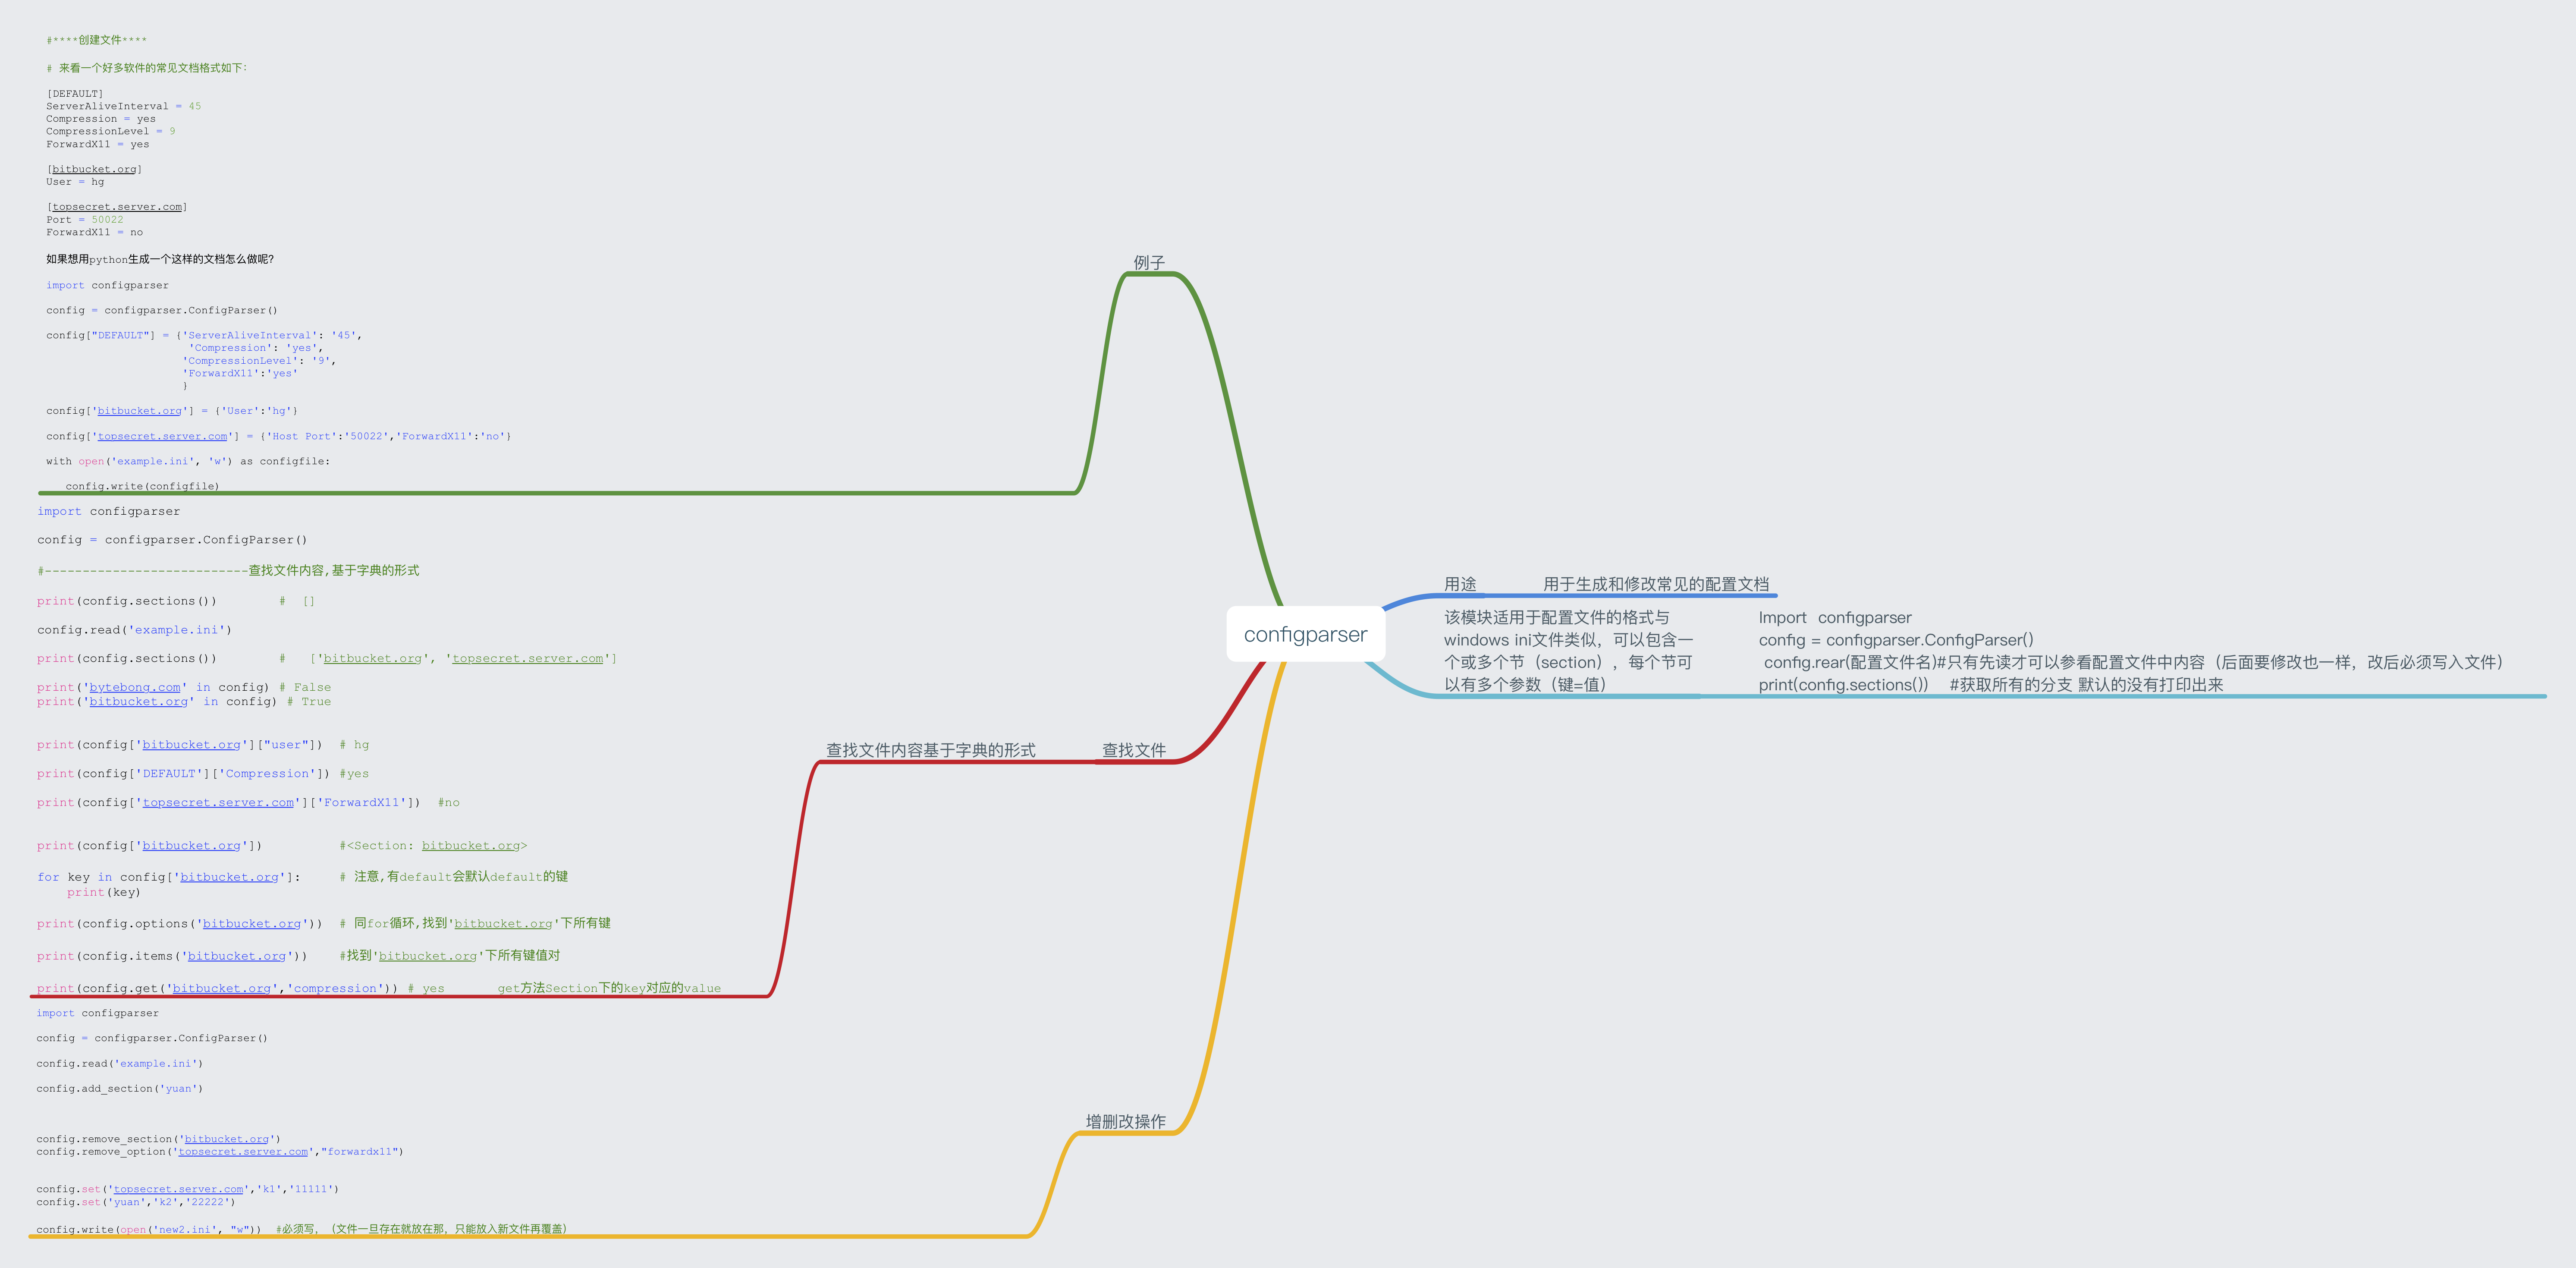 #****创建文件****
# 来看一个好多软件的常见文档格式如下：
[DEFAULT]
ServerAliveInterval = 45
Compression = yes
CompressionLevel = 9
ForwardX11 = yes
[bitbucket.org]
User = hg
[topsecret.server.com]
Port = 50022
ForwardX11 = no
如果想用python生成一个这样的文档怎么做呢？
import configparser
config = configparser.ConfigParser()
config["DEFAULT"] = {'ServerAliveInterval': '45',
'Compression': 'yes',
'CompressionLevel': '9',
'ForwardX11':'yes'
}
config['bitbucket.org'] = {'User':'hg'}
config['topsecret.server.com'] = {'Host Port':'50022','ForwardX11':'no'}
with open('example.ini', 'w') as configfile:
config.write(configfile)
例子
import configparser
config = configparser.ConfigParser()
#---------------------------查找文件内容,基于字典的形式
print(config.sections())        #  []
config.read('example.ini')
print(config.sections())        #   ['bitbucket.org', 'topsecret.server.com']
print('bytebong.com' in config) # False
print('bitbucket.org' in config) # True
print(config['bitbucket.org']["user"])  # hg
print(config['DEFAULT']['Compression']) #yes
print(config['topsecret.server.com']['ForwardX11'])  #no
print(config['bitbucket.org'])          #<Section: bitbucket.org>
for key in config['bitbucket.org']:     # 注意,有default会默认default的键
print(key)
print(config.options('bitbucket.org'))  # 同for循环,找到'bitbucket.org'下所有键
print(config.items('bitbucket.org'))    #找到'bitbucket.org'下所有键值对
print(config.get('bitbucket.org','compression')) # yes       get方法Section下的key对应的value
查找文件内容基于字典的形式
查找文件
import configparser
config = configparser.ConfigParser()
config.read('example.ini')
config.add_section('yuan')
config.remove_section('bitbucket.org')
config.remove_option('topsecret.server.com',"forwardx11")
config.set('topsecret.server.com','k1','11111')
config.set('yuan','k2','22222')
config.write(open('new2.ini', "w"))  #必须写，（文件一旦存在就放在那，只能放入新文件再覆盖）
增删改操作
configparser
用途
用于生成和修改常见的配置文档
该模块适用于配置文件的格式与
windows ini文件类似，可以包含一
个或多个节（section），每个节可
以有多个参数（键=值）
Import  configparser
config = configparser.ConfigParser()
config.rear(配置文件名)#只有先读才可以参看配置文件中内容（后面要修改也一样，改后必须写入文件）
print(config.sections())    #获取所有的分支 默认的没有打印出来